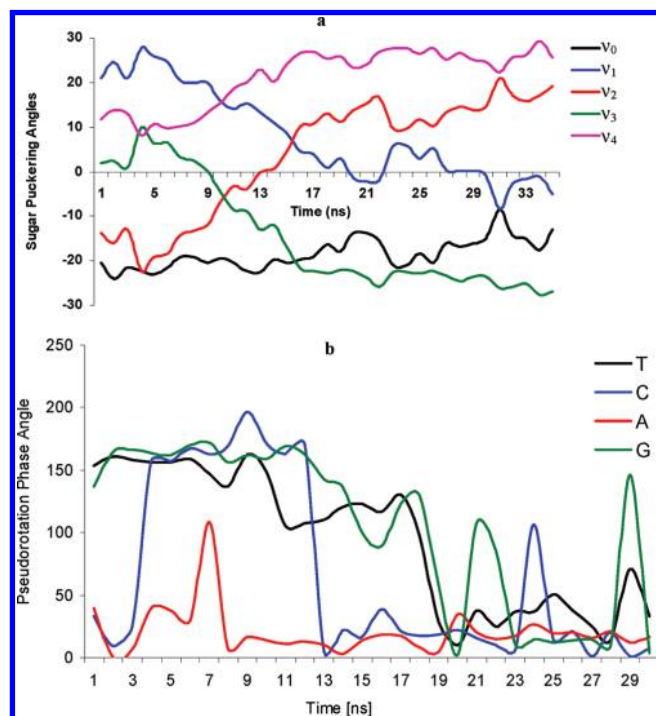 a
30
20
10
0
-10
-20
-30
Sugar Puckering Angles
1 5 9 13 17 21 25 29 33
Time (ns)
ν0
ν1
ν2
ν3
ν4
b
250
200
150
100
50
0
Pseudorotation Phase Angle
1 3 5 7 9 11 13 15 17 19 21 23 25 27 29
Time [ns]
T
C
A
G